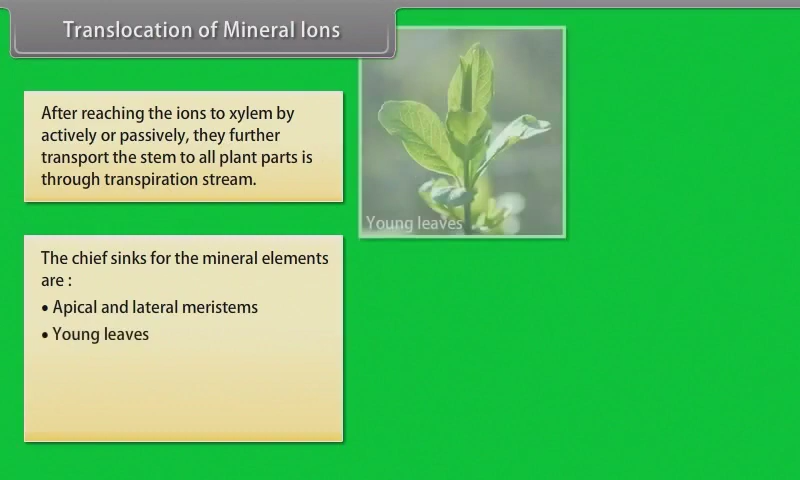 Translocation of Mineral Ions
After reaching the ions to xylem by
actively or passively, they further
transport the stem to all plant parts is
through transpiration stream.
Young leaves
The chief sinks for the mineral elements
are :
• Apical and lateral meristems
• Young leaves